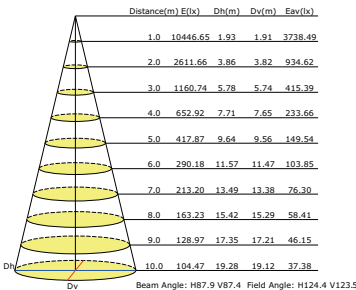 Distance(m) E(lx) Dh(m) Dv(m) Eav(lx)
1.0 10446.65 1.93 1.91 3738.49
2.0 2611.66 3.86 3.82 934.62
3.0 1160.74 5.78 5.74 415.39
4.0 652.92 7.71 7.65 233.66
5.0 417.87 9.64 9.56 149.54
6.0 290.18 11.57 11.47 103.85
7.0 213.20 13.49 13.38 76.30
8.0 163.23 15.42 15.29 58.41
9.0 128.97 17.35 17.21 46.15
Dh 10.0 104.47 19.28 19.12 37.38
Dv Beam Angle: H87.9 V87.4 Field Angle: H124.4 V123.